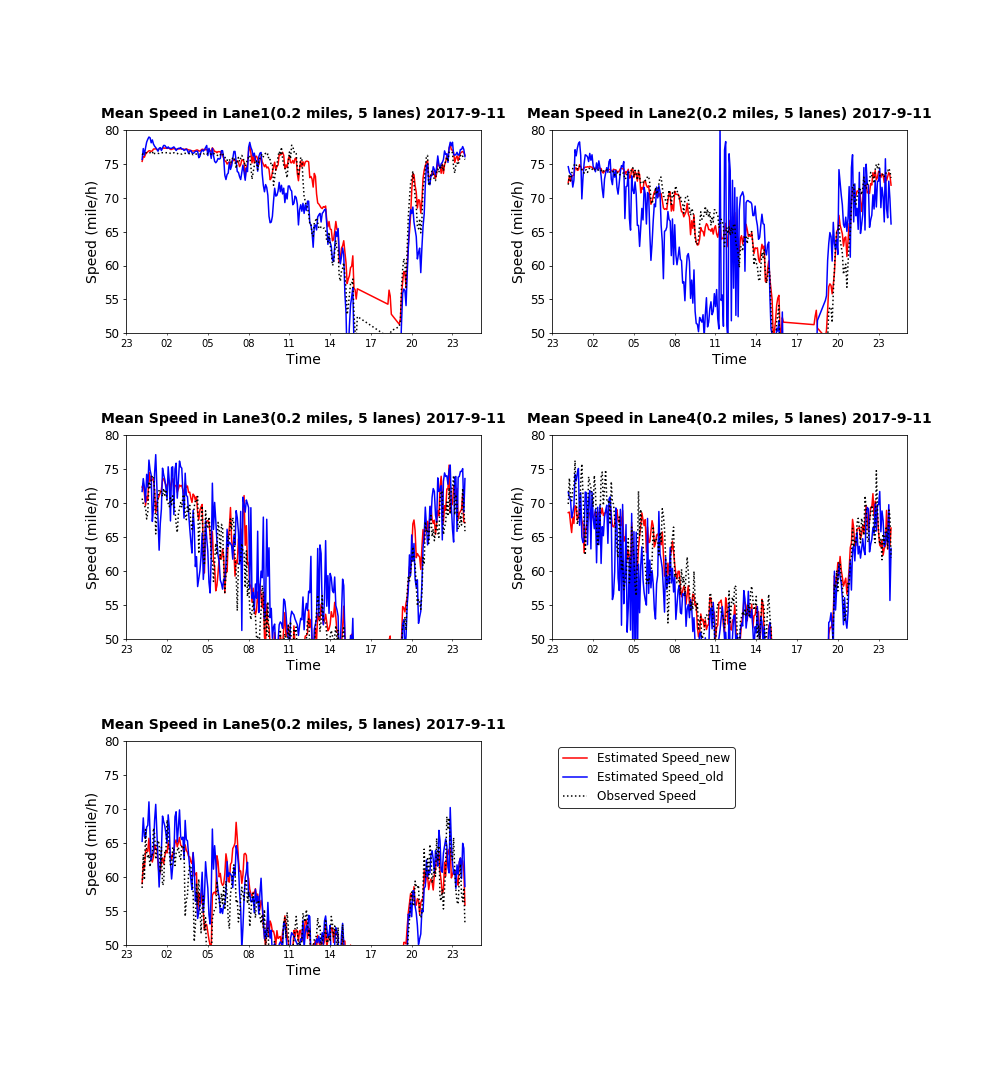 Mean Speed in Lane1(0.2 miles, 5 lanes) 2017-9-11
80
75
70
65
60
55
50
Speed (mile/h)
23 02 05 08 11 14 17 20 23
Time
Mean Speed in Lane2(0.2 miles, 5 lanes) 2017-9-11
80
75
70
65
60
55
50
Speed (mile/h)
23 02 05 08 11 14 17 20 23
Time
Mean Speed in Lane3(0.2 miles, 5 lanes) 2017-9-11
80
75
70
65
60
55
50
Speed (mile/h)
23 02 05 08 11 14 17 20 23
Time
Mean Speed in Lane4(0.2 miles, 5 lanes) 2017-9-11
80
75
70
65
60
55
50
Speed (mile/h)
23 02 05 08 11 14 17 20 23
Time
Mean Speed in Lane5(0.2 miles, 5 lanes) 2017-9-11
80
75
70
65
60
55
50
Speed (mile/h)
23 02 05 08 11 14 17 20 23
Time
Estimated Speed_new
Estimated Speed_old
Observed Speed